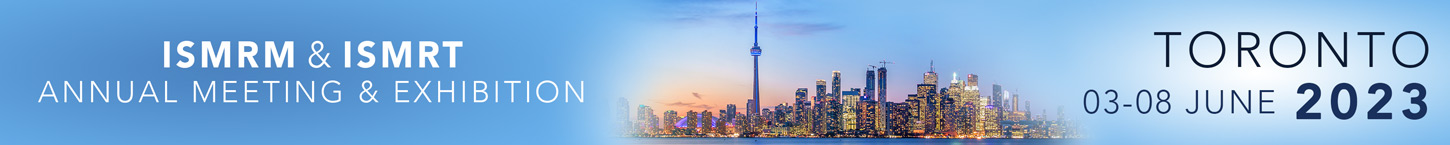 ISMRM & ISMRT
ANNUAL MEETING & EXHIBITION
TORONTO
03-08 JUNE 2023